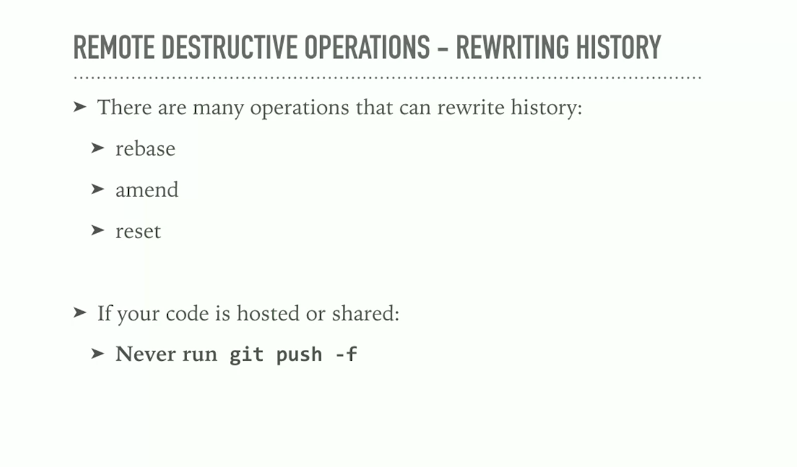 REMOTE DESTRUCTIVE OPERATIONS – REWRITING HISTORY
➤ There are many operations that can rewrite history:
➤ rebase
➤ amend
➤ reset
➤ If your code is hosted or shared:
➤ Never run git push -f